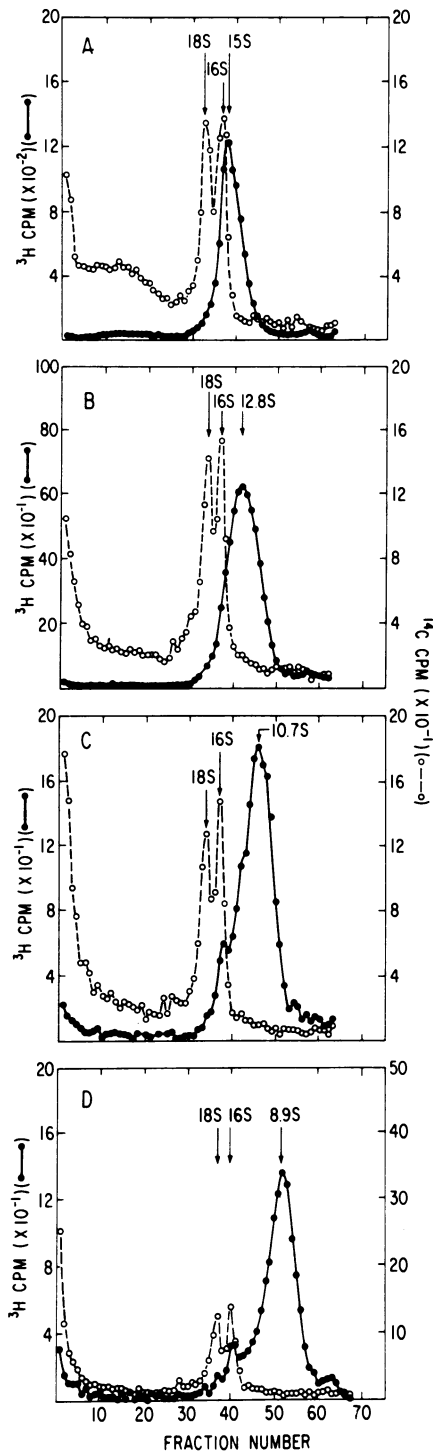 A
18S
16S
15S
20
16
12
8
4
20
16
12
8
4
³H CPM (X10⁻²)(●—●)
B
18S
16S
12.8S
100
80
60
40
20
20
16
12
8
4
³H CPM (X10⁻¹)(●—●)
¹⁴C CPM (X10⁻¹)(○---○)
C
18S
16S
10.7S
20
16
12
8
4
20
16
12
8
4
³H CPM (X10⁻¹)(●—●)
D
18S
16S
8.9S
20
16
12
8
4
50
40
30
20
10
³H CPM (X10⁻¹)(●—●)
10 20 30 40 50 60 70
FRACTION NUMBER